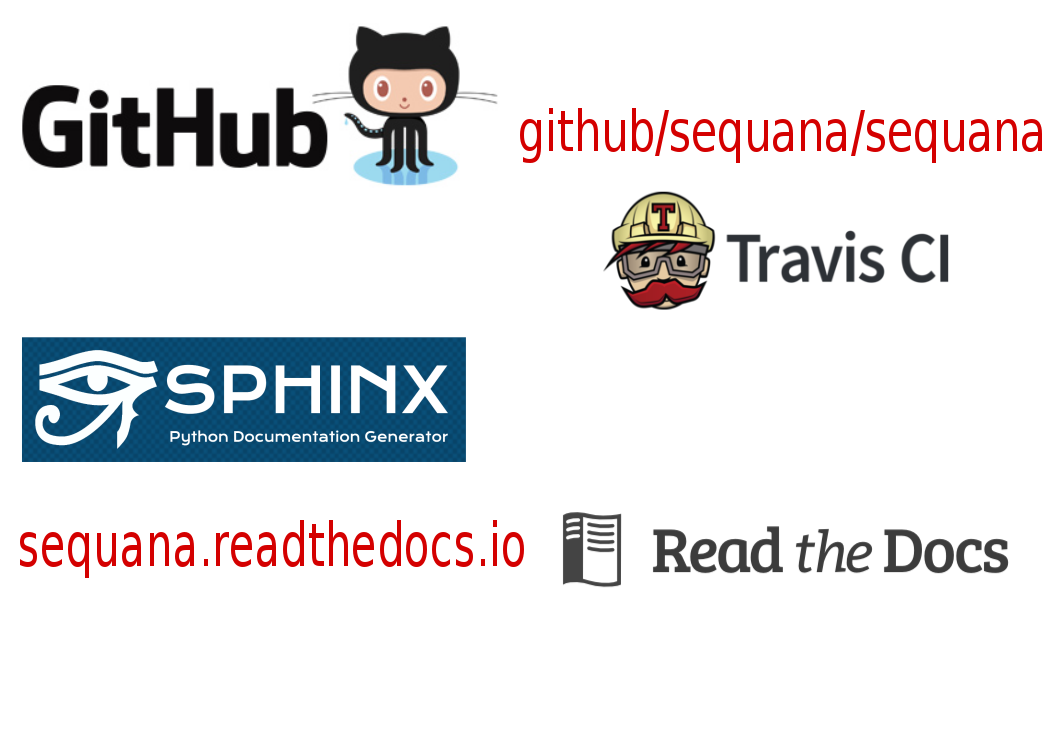 GitHub
github/sequana/sequana
T
Travis CI
SPHINX
Python Documentation Generator
sequana.readthedocs.io
Read the Docs